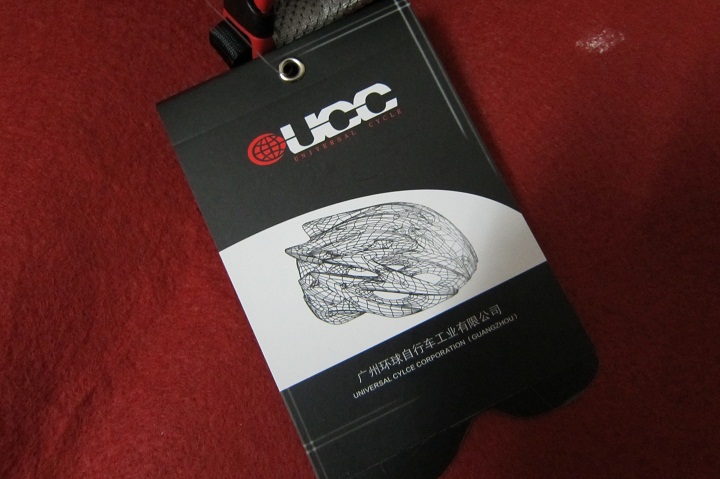 UCC
UNIVERSAL CYCLE
广州环球自行车工业有限公司
UNIVERSAL CYLCE CORPORATION (GUANGZHOU)